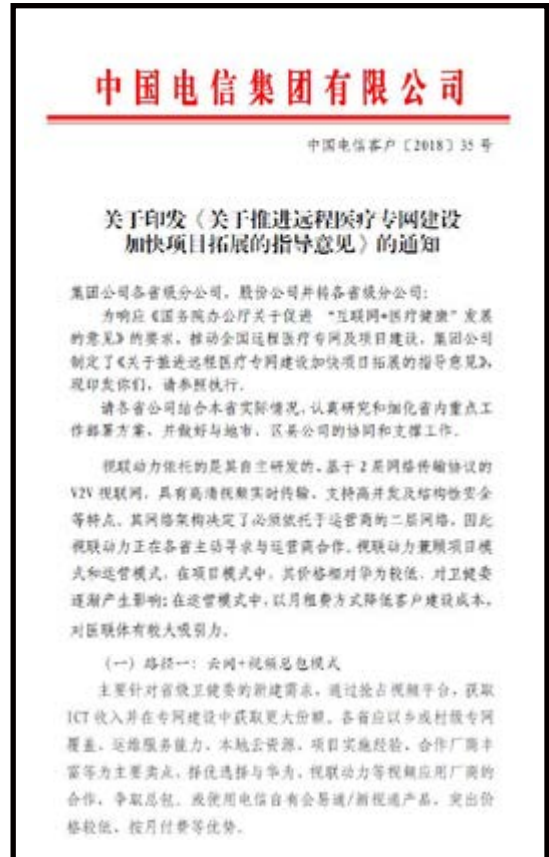 中国电信集团有限公司
中国电信客户〔2018〕35 号
关于印发《关于推进远程医疗专网建设
加快项目拓展的指导意见》的通知
集团公司各省级分公司，股份公司并转各省级分公司：
为响应《国务院办公厅关于促进 “互联网+医疗健康”发展
的意见》的要求，推动全国远程医疗专网及项目建设，集团公司
制定了《关于推进远程医疗专网建设加快项目拓展的指导意见》，
现印发你们，请参照执行。
请各省公司结合本省实际情况，认真研究和细化省内重点工
作部署方案，并做好与地市、区县公司的协同和支撑工作。
视联动力依托的是其自主研发的、基于 2 层网络传输协议的
V2V 视联网，具有高清视频实时传输、支持高并发及结构性安全
等特点，其网络架构决定了必须依托于运营商的二层网络，因此
视联动力正在各省主动寻求与运营商合作。视联动力兼顾项目模
式和运营模式，在项目模式中，其价格相对华为较低，对卫健委
逐渐产生影响；在运营模式中，以月租费方式降低客户建设成本，
对医联体有较大吸引力。
（一）路径一：云网+视频总包模式
主要针对省级卫健委的新建需求，通过抢占视频平台，获取
ICT 收入并在专网建设中获取更大份额。各省应以乡或村级专网
覆盖、运维服务能力、本地云资源、项目实施经验、合作厂商丰
富等为主要卖点，择优选择与华为、视联动力等视频应用厂商的
合作，争取总包。或使用电信自有会易通/新视通产品，突出价
格较低、按月付费等优势。